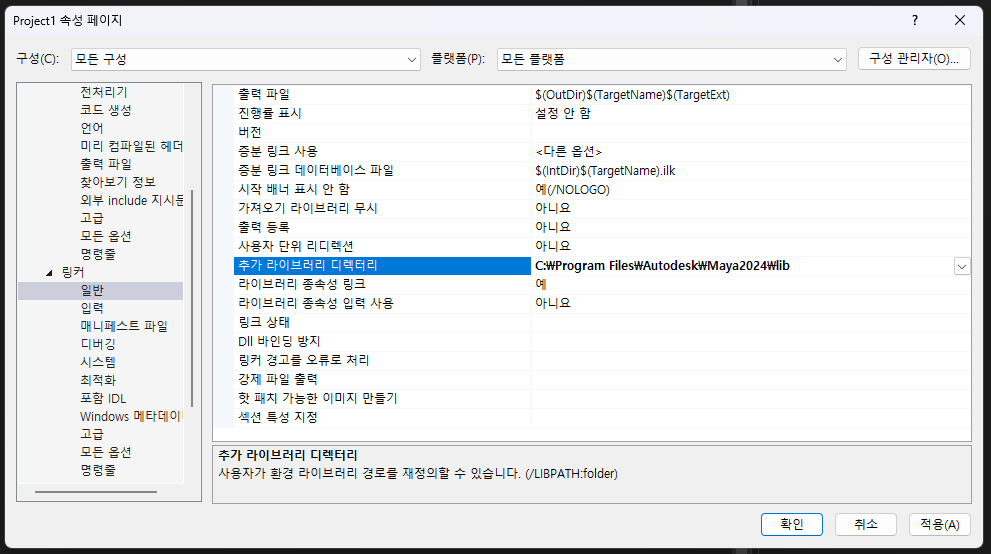 Project1 속성 페이지
구성(C): 모든 구성 플랫폼(P): 모든 플랫폼 구성 관리자(O)...
전처리기
코드 생성
언어
미리 컴파일된 헤더
출력 파일
찾아보기 정보
외부 include 지시문
고급
모든 옵션
명령줄
링커
일반
입력
매니페스트 파일
디버깅
시스템
최적화
포함 IDL
Windows 메타데이
고급
모든 옵션
명령줄
출력 파일 $(OutDir)$(TargetName)$(TargetExt)
진행률 표시 설정 안 함
버전
증분 링크 사용 <다른 옵션>
증분 링크 데이터베이스 파일 $(IntDir)$(TargetName).ilk
시작 배너 표시 안 함 예(/NOLOGO)
가져오기 라이브러리 무시 아니요
출력 등록 아니요
사용자 단위 리디렉션 아니요
추가 라이브러리 디렉터리 C:₩Program Files₩Autodesk₩Maya2024₩lib
라이브러리 종속성 링크 예
라이브러리 종속성 입력 사용 아니요
링크 상태
Dll 바인딩 방지
링커 경고를 오류로 처리
강제 파일 출력
핫 패치 가능한 이미지 만들기
섹션 특성 지정
추가 라이브러리 디렉터리
사용자가 환경 라이브러리 경로를 재정의할 수 있습니다. (/LIBPATH:folder)
확인 취소 적용(A)